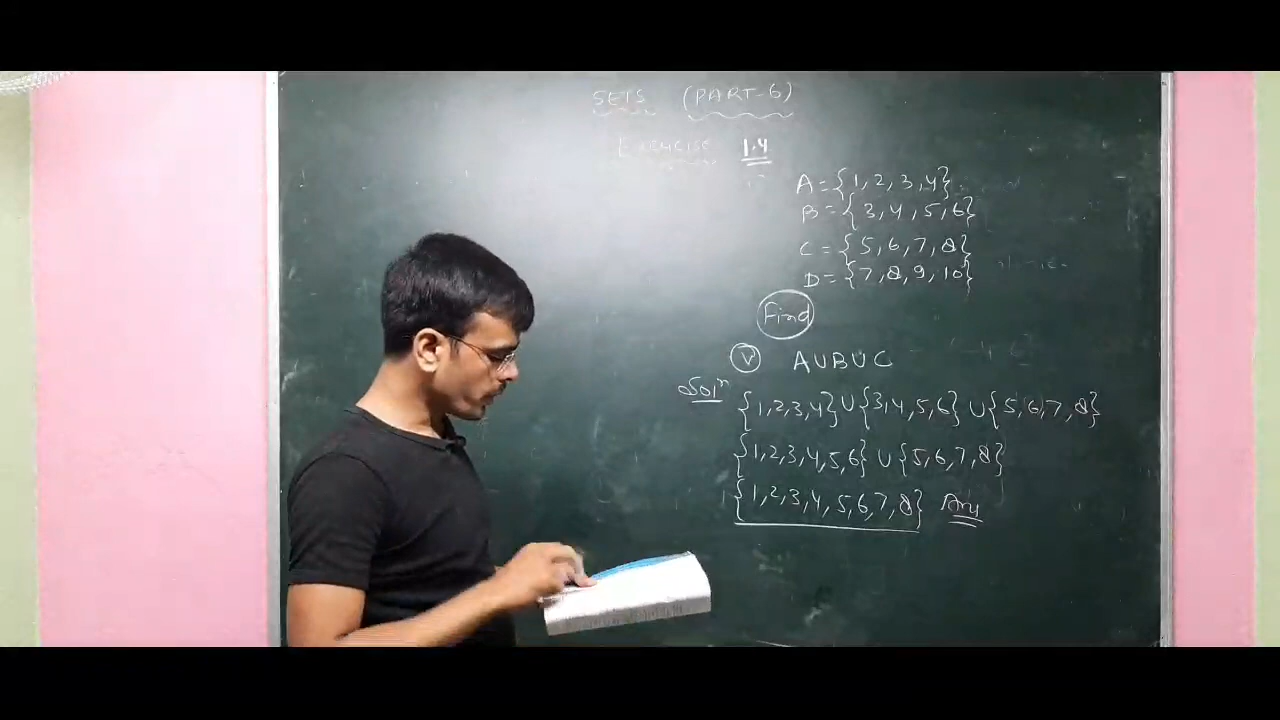 SETS (PART-6)
Exercise 1.4
A = {1, 2, 3, 4}
B = {3, 4, 5, 6}
C = {5, 6, 7, 8}
D = {7, 8, 9, 10}
Find
(v) A∪B∪C
Solⁿ {1,2,3,4} ∪ {3,4,5,6} ∪ {5,6,7,8}
{1,2,3,4,5,6} ∪ {5,6,7,8}
{1,2,3,4,5,6,7,8} Ans